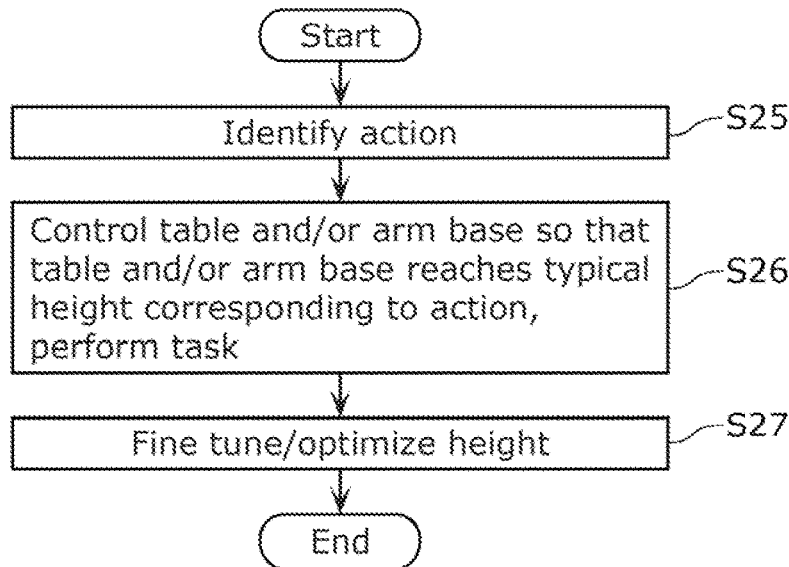 Start
Identify action
S25
Control table and/or arm base so that
table and/or arm base reaches typical
height corresponding to action,
perform task
S26
Fine tune/optimize height
S27
End